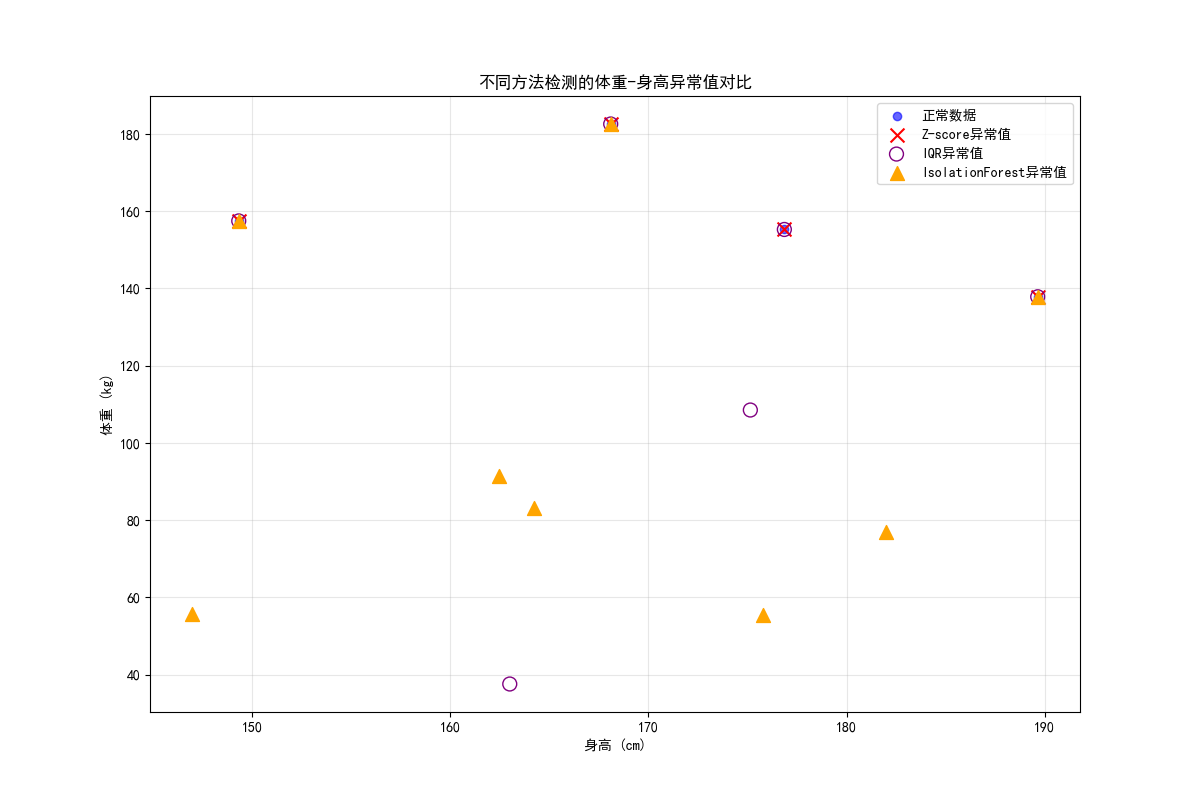 不同方法检测的体重-身高异常值对比
正常数据
Z-score异常值
IQR异常值
IsolationForest异常值
180
160
140
120
100
80
60
40
体重 (kg)
150 160 170 180 190
身高 (cm)